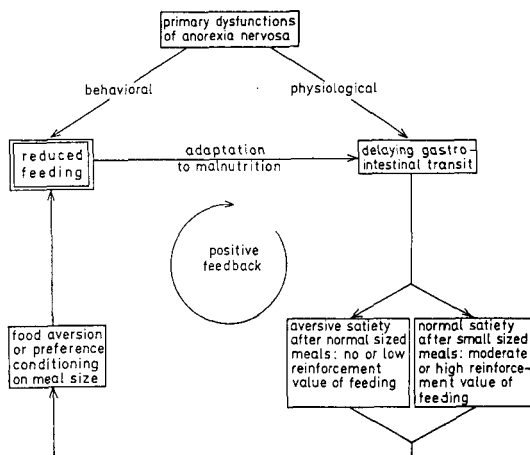 primary dysfunctions
of anorexia nervosa
behavioral
physiological
reduced
feeding
adaptation
to malnutrition
delaying gastro-
intestinal transit
positive
feedback
food aversion
or preference
conditioning
on meal size
aversive satiety
after normal sized
meals: no or low
reinforcement
value of feeding
normal satiety
after small sized
meals: moderate
or high reinforce-
ment value of
feeding